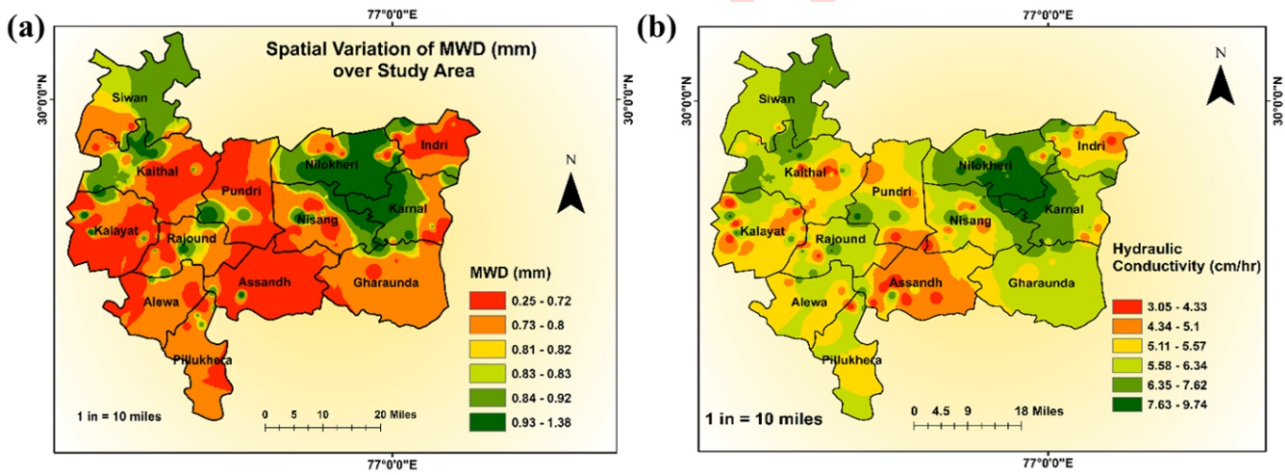 (a)
77°0'0"E
Spatial Variation of MWD (mm)
over Study Area
30°0'0"N
30°0'0"N
N
Siwan
Kaithal
Pundri
Nilokheri
Indri
Kalayat
Rajound
Nisang
Karnal
Alewa
Assandh
Gharaunda
Pillukhera
MWD (mm)
0.25 - 0.72
0.73 - 0.8
0.81 - 0.82
0.83 - 0.83
0.84 - 0.92
0.93 - 1.38
1 in = 10 miles
0 5 10 20 Miles
77°0'0"E
(b)
77°0'0"E
30°0'0"N
30°0'0"N
N
Siwan
Kaithal
Pundri
Nilokheri
Indri
Kalayat
Rajound
Nisang
Karnal
Alewa
Assandh
Gharaunda
Pillukhera
Hydraulic
Conductivity (cm/hr)
3.05 - 4.33
4.34 - 5.1
5.11 - 5.57
5.58 - 6.34
6.35 - 7.62
7.63 - 9.74
1 in = 10 miles
0 4.5 9 18 Miles
77°0'0"E